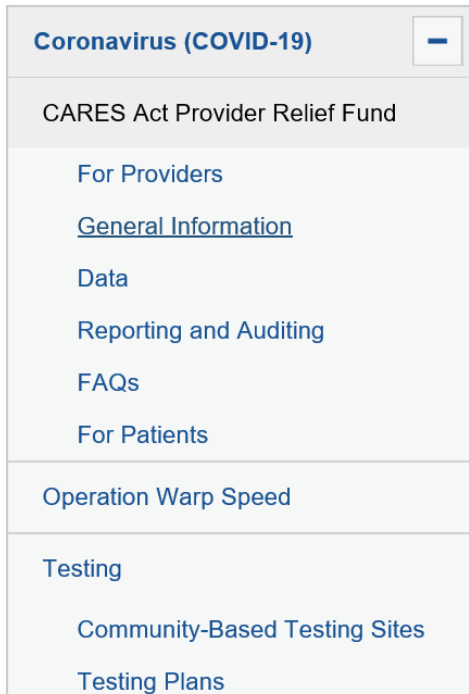 Coronavirus (COVID-19)
CARES Act Provider Relief Fund
For Providers
General Information
Data
Reporting and Auditing
FAQs
For Patients
Operation Warp Speed
Testing
Community-Based Testing Sites
Testing Plans